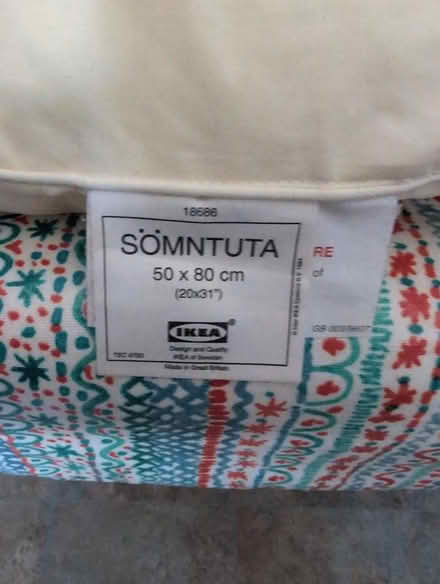 18686
SÖMNTUTA
50 x 80 cm
(20x31")
IKEA
Design and Quality
IKEA of Sweden
Made in Great Britain
RE
of